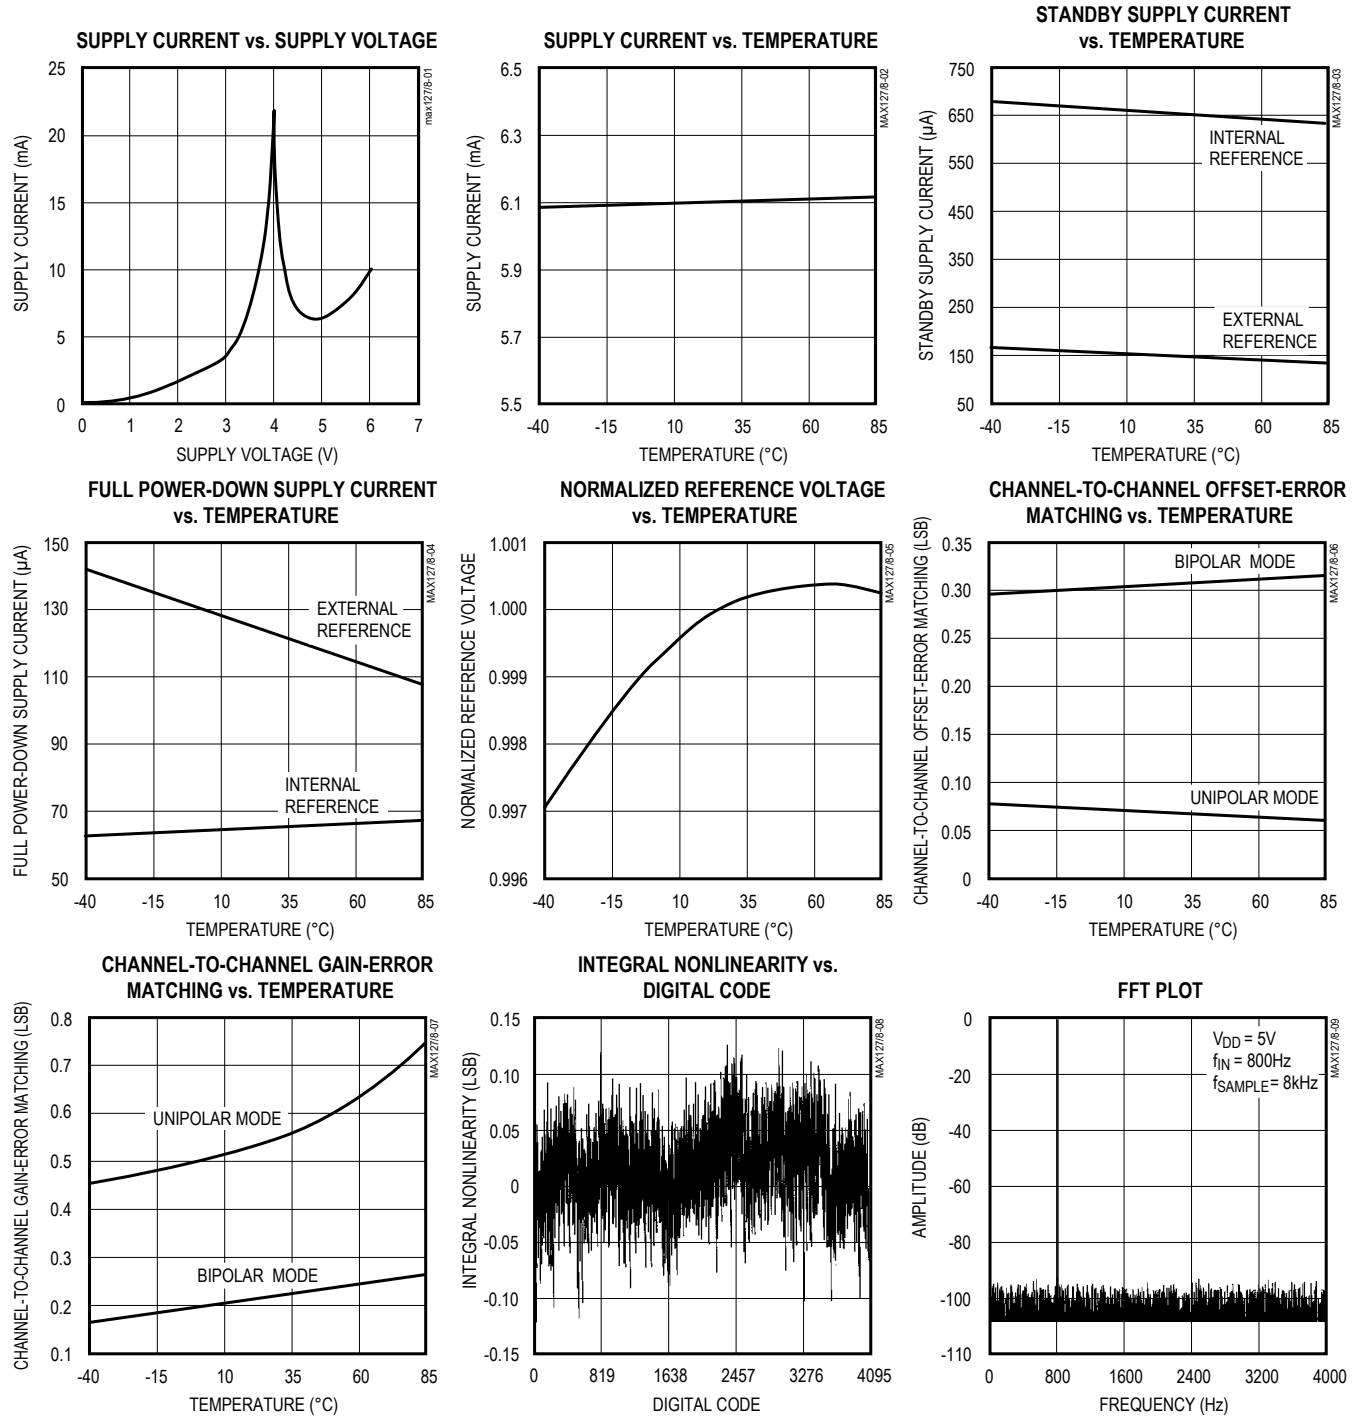 SUPPLY CURRENT vs. SUPPLY VOLTAGE
25
20
15
10
5
0
SUPPLY CURRENT (mA)
max127/8-01
0 1 2 3 4 5 6 7
SUPPLY VOLTAGE (V)
SUPPLY CURRENT vs. TEMPERATURE
6.5
6.3
6.1
5.9
5.7
5.5
SUPPLY CURRENT (mA)
MAX127/8-02
-40 -15 10 35 60 85
TEMPERATURE (°C)
STANDBY SUPPLY CURRENT
vs. TEMPERATURE
750
650
550
450
350
250
150
50
STANDBY SUPPLY CURRENT (µA)
MAX127/8-03
INTERNAL
REFERENCE
EXTERNAL
REFERENCE
-40 -15 10 35 60 85
TEMPERATURE (°C)
FULL POWER-DOWN SUPPLY CURRENT
vs. TEMPERATURE
150
130
110
90
70
50
FULL POWER-DOWN SUPPLY CURRENT (µA)
MAX127/8-04
EXTERNAL
REFERENCE
INTERNAL
REFERENCE
-40 -15 10 35 60 85
TEMPERATURE (°C)
NORMALIZED REFERENCE VOLTAGE
vs. TEMPERATURE
1.001
1.000
0.999
0.998
0.997
0.996
NORMALIZED REFERENCE VOLTAGE
MAX127/8-05
-40 -15 10 35 60 85
TEMPERATURE (°C)
CHANNEL-TO-CHANNEL OFFSET-ERROR
MATCHING vs. TEMPERATURE
0.35
0.30
0.25
0.20
0.15
0.10
0.05
0
CHANNEL-TO-CHANNEL OFFSET-ERROR MATCHING (LSB)
MAX127/8-06
BIPOLAR MODE
UNIPOLAR MODE
-40 -15 10 35 60 85
TEMPERATURE (°C)
CHANNEL-TO-CHANNEL GAIN-ERROR
MATCHING vs. TEMPERATURE
0.8
0.7
0.6
0.5
0.4
0.3
0.2
0.1
CHANNEL-TO-CHANNEL GAIN-ERROR MATCHING (LSB)
MAX127/8-07
UNIPOLAR MODE
BIPOLAR MODE
-40 -15 10 35 60 85
TEMPERATURE (°C)
INTEGRAL NONLINEARITY vs.
DIGITAL CODE
0.15
0.10
0.05
0
-0.05
-0.10
-0.15
INTEGRAL NONLINEARITY (LSB)
MAX127/8-08
0 819 1638 2457 3276 4095
DIGITAL CODE
FFT PLOT
0
-20
-40
-60
-80
-100
-110
AMPLITUDE (dB)
MAX127/8-09
VDD = 5V
fIN = 800Hz
fSAMPLE= 8kHz
0 800 1600 2400 3200 4000
FREQUENCY (Hz)